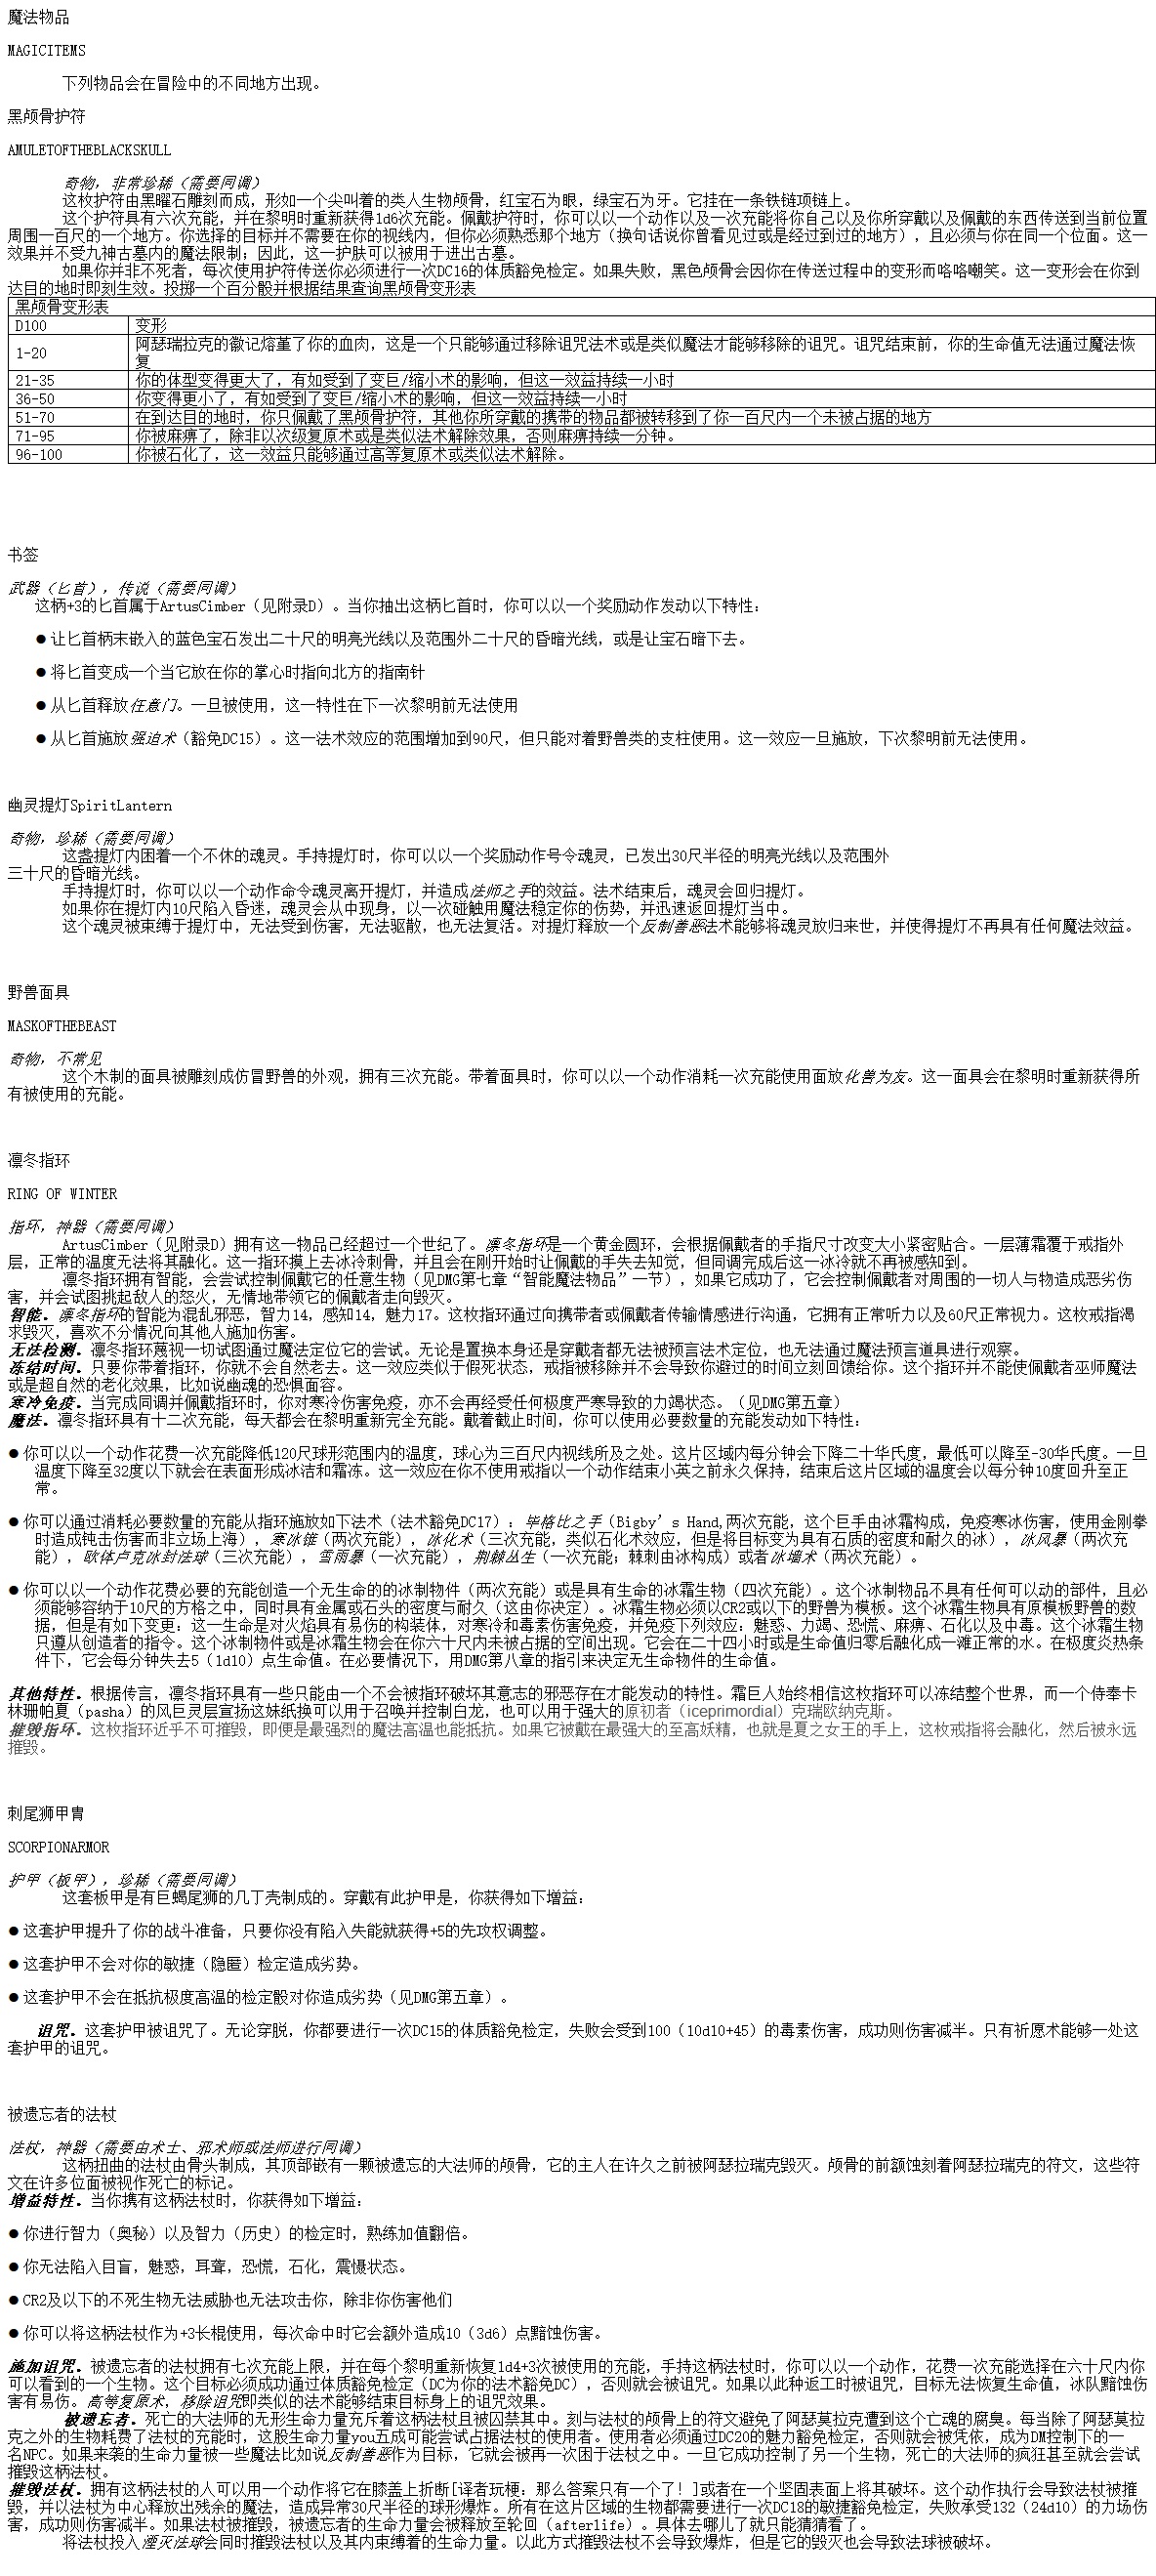 魔法物品
MAGICITEMS
下列物品会在冒险中的不同地方出现。
黑颅骨护符
AMULETOFTHEBLACKSKULL
奇物，非常珍稀（需要同调）
这枚护符由黑曜石雕刻而成，形如一个尖叫着的类人生物颅骨，红宝石为眼，绿宝石为牙。它挂在一条铁链项链上。
这个护符具有六次充能，并在黎明时重新获得1d6次充能。佩戴护符时，你可以以一个动作以及一次充能将你自己以及你所穿戴以及佩戴的东西传送到当前位置
周围一百尺的一个地方。你选择的目标并不需要在你的视线内，但你必须熟悉那个地方（换句话说你曾看见过或是经过到过的地方），且必须与你在同一个位面。这一
效果并不受九神古墓内的魔法限制；因此，这一护肤可以被用于进出古墓。
如果你并非不死者，每次使用护符传送你必须进行一次DC16的体质豁免检定。如果失败，黑色颅骨会因你在传送过程中的变形而咯咯嘲笑。这一变形会在你到
达目的地时即刻生效。投掷一个百分骰并根据结果查询黑颅骨变形表
黑颅骨变形表
D100 变形
1-20 阿瑟瑞拉克的徽记熔堇了你的血肉，这是一个只能够通过移除诅咒法术或是类似魔法才能够移除的诅咒。诅咒结束前，你的生命值无法通过魔法恢
复
21-35 你的体型变得更大了，有如受到了变巨/缩小术的影响，但这一效益持续一小时
36-50 你变得更小了，有如受到了变巨/缩小术的影响，但这一效益持续一小时
51-70 在到达目的地时，你只佩戴了黑颅骨护符，其他你所穿戴的携带的物品都被转移到了你一百尺内一个未被占据的地方
71-95 你被麻痹了，除非以次级复原术或是类似法术解除效果，否则麻痹持续一分钟。
96-100 你被石化了，这一效益只能够通过高等复原术或类似法术解除。
书签
武器（匕首），传说（需要同调）
这柄+3的匕首属于ArtusCimber（见附录D）。当你抽出这柄匕首时，你可以以一个奖励动作发动以下特性：
● 让匕首柄末嵌入的蓝色宝石发出二十尺的明亮光线以及范围外二十尺的昏暗光线，或是让宝石暗下去。
● 将匕首变成一个当它放在你的掌心时指向北方的指南针
● 从匕首释放任意门。一旦被使用，这一特性在下一次黎明前无法使用
● 从匕首施放强迫术（豁免DC15）。这一法术效应的范围增加到90尺，但只能对着野兽类的支柱使用。这一效应一旦施放，下次黎明前无法使用。
幽灵提灯SpiritLantern
奇物，珍稀（需要同调）
这盏提灯内困着一个不休的魂灵。手持提灯时，你可以以一个奖励动作号令魂灵，已发出30尺半径的明亮光线以及范围外
三十尺的昏暗光线。
手持提灯时，你可以以一个动作命令魂灵离开提灯，并造成法师之手的效益。法术结束后，魂灵会回归提灯。
如果你在提灯内10尺陷入昏迷，魂灵会从中现身，以一次碰触用魔法稳定你的伤势，并迅速返回提灯当中。
这个魂灵被束缚于提灯中，无法受到伤害，无法驱散，也无法复活。对提灯释放一个反制善恶法术能够将魂灵放归来世，并使得提灯不再具有任何魔法效益。
野兽面具
MASKOFTHEBEAST
奇物，不常见
这个木制的面具被雕刻成仿冒野兽的外观，拥有三次充能。带着面具时，你可以以一个动作消耗一次充能使用面放化兽为友。这一面具会在黎明时重新获得所
有被使用的充能。
凛冬指环
RING OF WINTER
指环，神器（需要同调）
ArtusCimber（见附录D）拥有这一物品已经超过一个世纪了。凛冬指环是一个黄金圆环，会根据佩戴者的手指尺寸改变大小紧密贴合。一层薄霜覆于戒指外
层，正常的温度无法将其融化。这一指环摸上去冰冷刺骨，并且会在刚开始时让佩戴的手失去知觉，但同调完成后这一冰冷就不再被感知到。
凛冬指环拥有智能，会尝试控制佩戴它的任意生物（见DMG第七章“智能魔法物品”一节），如果它成功了，它会控制佩戴者对周围的一切人与物造成恶劣伤
害，并会试图挑起敌人的怒火，无情地带领它的佩戴者走向毁灭。
智能．凛冬指环的智能为混乱邪恶，智力14，感知14，魅力17。这枚指环通过向携带者或佩戴者传输情感进行沟通，它拥有正常听力以及60尺正常视力。这枚戒指渴
求毁灭，喜欢不分情况向其他人施加伤害。
无法检测．凛冬指环蔑视一切试图通过魔法定位它的尝试。无论是置换本身还是穿戴者都无法被预言法术定位，也无法通过魔法预言道具进行观察。
冻结时间．只要你带着指环，你就不会自然老去。这一效应类似于假死状态，戒指被移除并不会导致你避过的时间立刻回馈给你。这个指环并不能使佩戴者巫师魔法
或是超自然的老化效果，比如说幽魂的恐惧面容。
寒冷免疫．当完成同调并佩戴指环时，你对寒冷伤害免疫，亦不会再经受任何极度严寒导致的力竭状态。（见DMG第五章）
魔法．凛冬指环具有十二次充能，每天都会在黎明重新完全充能。戴着截止时间，你可以使用必要数量的充能发动如下特性：
● 你可以以一个动作花费一次充能降低120尺球形范围内的温度，球心为三百尺内视线所及之处。这片区域内每分钟会下降二十华氏度，最低可以降至-30华氏度。一旦
温度下降至32度以下就会在表面形成冰洁和霜冻。这一效应在你不使用戒指以一个动作结束小英之前永久保持，结束后这片区域的温度会以每分钟10度回升至正
常。
● 你可以通过消耗必要数量的充能从指环施放如下法术（法术豁免DC17）：毕格比之手（Bigby’s Hand,两次充能，这个巨手由冰霜构成，免疫寒冰伤害，使用金刚拳
时造成钝击伤害而非立场上海），寒冰锥（两次充能），冰化术（三次充能，类似石化术效应，但是将目标变为具有石质的密度和耐久的冰），冰风暴（两次充
能），欧体卢克冰封法球（三次充能），雪雨暴（一次充能），荆棘丛生（一次充能；棘刺由冰构成）或者冰墙术（两次充能）。
● 你可以以一个动作花费必要的充能创造一个无生命的的冰制物件（两次充能）或是具有生命的冰霜生物（四次充能）。这个冰制物品不具有任何可以动的部件，且必
须能够容纳于10尺的方格之中，同时具有金属或石头的密度与耐久（这由你决定）。冰霜生物必须以CR2或以下的野兽为模板。这个冰霜生物具有原模板野兽的数
据，但是有如下变更：这一生命是对火焰具有易伤的构装体，对寒冷和毒素伤害免疫，并免疫下列效应：魅惑、力竭、恐慌、麻痹、石化以及中毒。这个冰霜生物
只遵从创造者的指令。这个冰制物件或是冰霜生物会在你六十尺内未被占据的空间出现。它会在二十四小时或是生命值归零后融化成一滩正常的水。在极度炎热条
件下，它会每分钟失去5（1d10）点生命值。在必要情况下，用DMG第八章的指引来决定无生命物件的生命值。
其他特性．根据传言，凛冬指环具有一些只能由一个不会被指环破坏其意志的邪恶存在才能发动的特性。霜巨人始终相信这枚指环可以冻结整个世界，而一个侍奉卡
林珊帕夏（pasha）的风巨灵层宣扬这妹纸换可以用于召唤并控制白龙，也可以用于强大的原初者（iceprimordial）克瑞欧纳克斯。
摧毁指环．这枚指环近乎不可摧毁，即便是最强烈的魔法高温也能抵抗。如果它被戴在最强大的至高妖精，也就是夏之女王的手上，这枚戒指将会融化，然后被永远
摧毁。
刺尾狮甲胄
SCORPIONARMOR
护甲（板甲），珍稀（需要同调）
这套板甲是有巨蝎尾狮的几丁壳制成的。穿戴有此护甲是，你获得如下增益：
● 这套护甲提升了你的战斗准备，只要你没有陷入失能就获得+5的先攻权调整。
● 这套护甲不会对你的敏捷（隐匿）检定造成劣势。
● 这套护甲不会在抵抗极度高温的检定骰对你造成劣势（见DMG第五章）。
诅咒．这套护甲被诅咒了。无论穿脱，你都要进行一次DC15的体质豁免检定，失败会受到100（10d10+45）的毒素伤害，成功则伤害减半。只有祈愿术能够一处这
套护甲的诅咒。
被遗忘者的法杖
法杖，神器（需要由术士、邪术师或法师进行同调）
这柄扭曲的法杖由骨头制成，其顶部嵌有一颗被遗忘的大法师的颅骨，它的主人在许久之前被阿瑟拉瑞克毁灭。颅骨的前额蚀刻着阿瑟拉瑞克的符文，这些符
文在许多位面被视作死亡的标记。
增益特性．当你携有这柄法杖时，你获得如下增益：
● 你进行智力（奥秘）以及智力（历史）的检定时，熟练加值翻倍。
● 你无法陷入目盲，魅惑，耳聋，恐慌，石化，震慑状态。
● CR2及以下的不死生物无法威胁也无法攻击你，除非你伤害他们
● 你可以将这柄法杖作为+3长棍使用，每次命中时它会额外造成10（3d6）点黯蚀伤害。
施加诅咒．被遗忘者的法杖拥有七次充能上限，并在每个黎明重新恢复1d4+3次被使用的充能，手持这柄法杖时，你可以以一个动作，花费一次充能选择在六十尺内你
可以看到的一个生物。这个目标必须成功通过体质豁免检定（DC为你的法术豁免DC），否则就会被诅咒。如果以此种返工时被诅咒，目标无法恢复生命值，冰队黯蚀伤
害有易伤。高等复原术，移除诅咒即类似的法术能够结束目标身上的诅咒效果。
被遗忘者．死亡的大法师的无形生命力量充斥着这柄法杖且被囚禁其中。刻与法杖的颅骨上的符文避免了阿瑟莫拉克遭到这个亡魂的腐臭。每当除了阿瑟莫拉
克之外的生物耗费了法杖的充能时，这股生命力量you五成可能尝试占据法杖的使用者。使用者必须通过DC20的魅力豁免检定，否则就会被凭依，成为DM控制下的一
名NPC。如果来袭的生命力量被一些魔法比如说反制善恶作为目标，它就会被再一次困于法杖之中。一旦它成功控制了另一个生物，死亡的大法师的疯狂甚至就会尝试
摧毁这柄法杖。
摧毁法杖．拥有这柄法杖的人可以用一个动作将它在膝盖上折断[译者玩梗：那么答案只有一个了！]或者在一个坚固表面上将其破坏。这个动作执行会导致法杖被摧
毁，并以法杖为中心释放出残余的魔法，造成异常30尺半径的球形爆炸。所有在这片区域的生物都需要进行一次DC18的敏捷豁免检定，失败承受132（24d10）的力场伤
害，成功则伤害减半。如果法杖被摧毁，被遗忘者的生命力量会被释放至轮回（afterlife）。具体去哪儿了就只能猜猜看了。
将法杖投入湮灭法球会同时摧毁法杖以及其内束缚着的生命力量。以此方式摧毁法杖不会导致爆炸，但是它的毁灭也会导致法球被破坏。